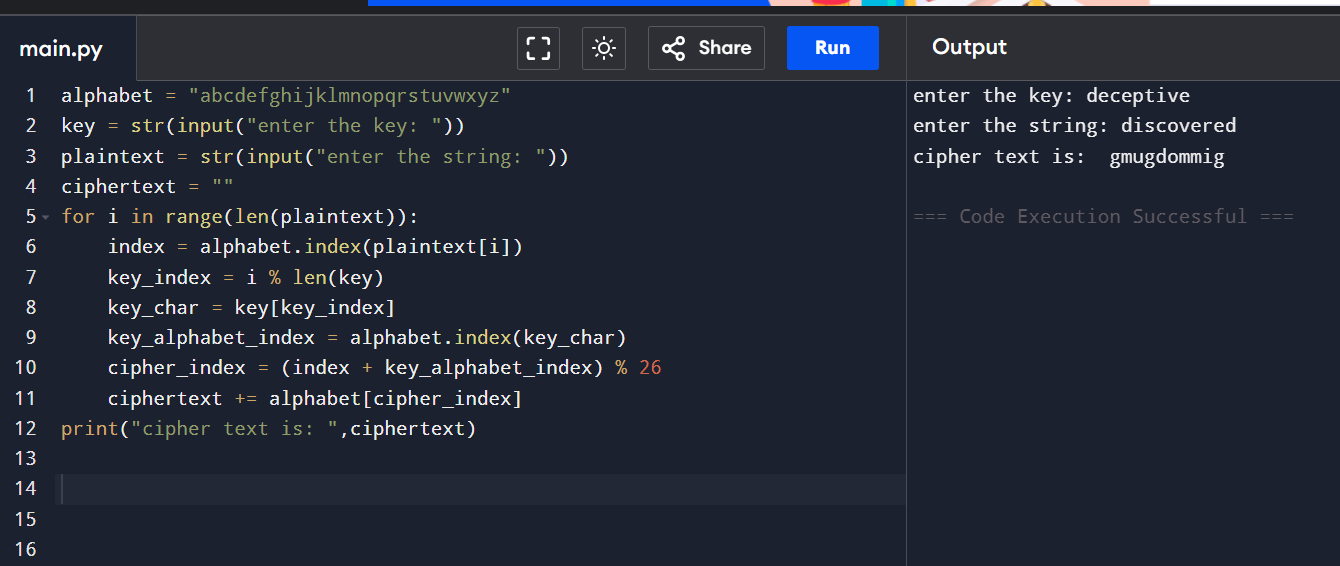 main.py
Share
Run
Output
1 alphabet = "abcdefghijklmnopqrstuvwxyz"
2 key = str(input("enter the key: "))
3 plaintext = str(input("enter the string: "))
4 ciphertext = ""
5 for i in range(len(plaintext)):
6     index = alphabet.index(plaintext[i])
7     key_index = i % len(key)
8     key_char = key[key_index]
9     key_alphabet_index = alphabet.index(key_char)
10     cipher_index = (index + key_alphabet_index) % 26
11     ciphertext += alphabet[cipher_index]
12 print("cipher text is: ",ciphertext)
13
14
15
16
enter the key: deceptive
enter the string: discovered
cipher text is:  gmugdommig
=== Code Execution Successful ===